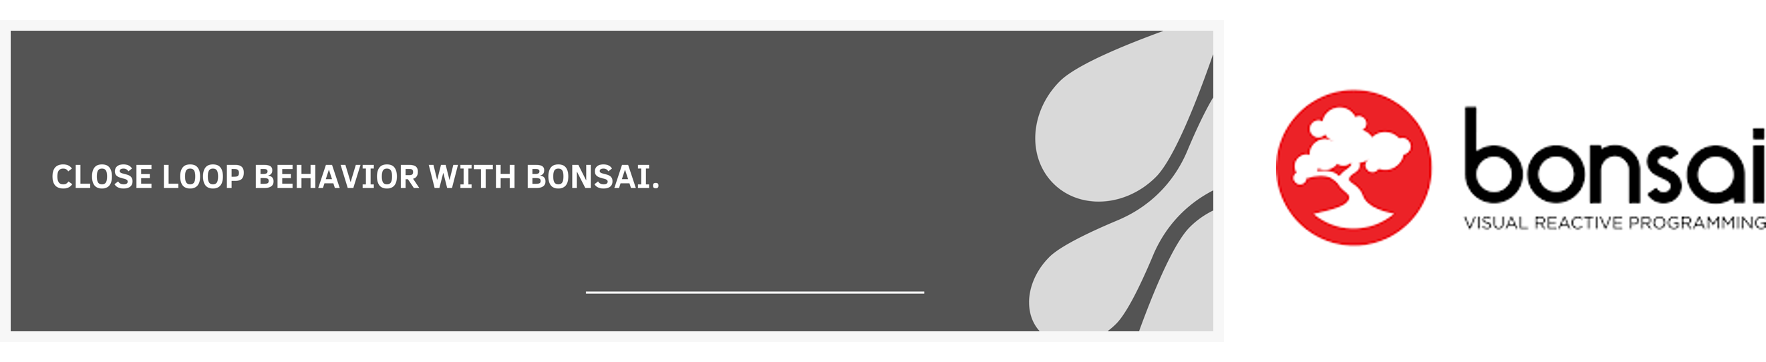 CLOSE LOOP BEHAVIOR WITH BONSAI.
bonsai
VISUAL REACTIVE PROGRAMMING